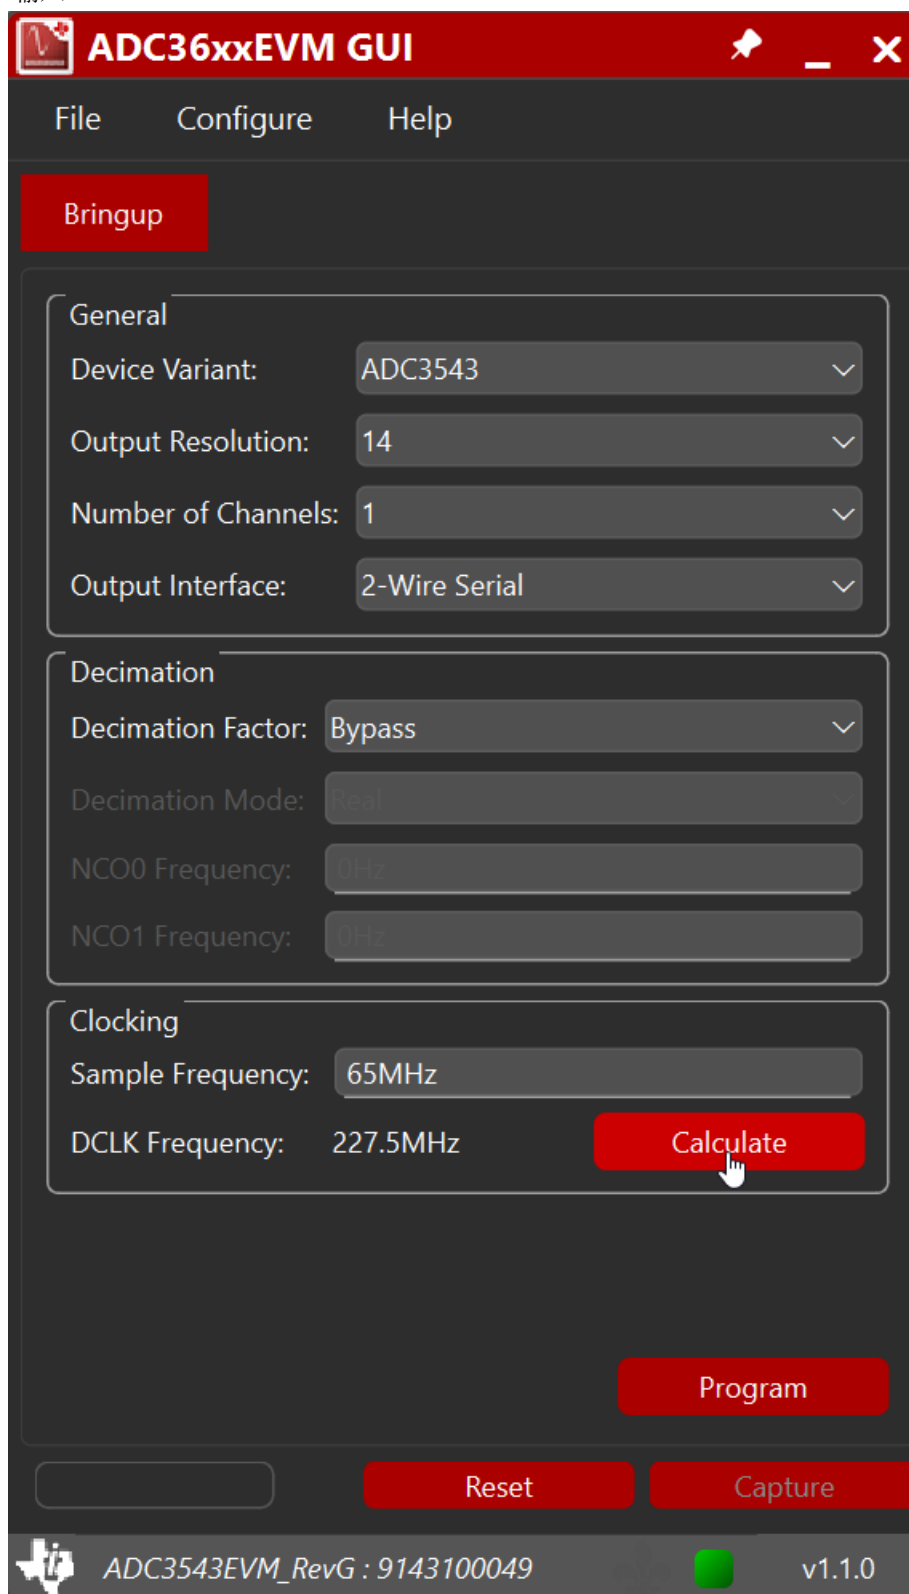 ADC36xxEVM GUI
File Configure Help
Bringup
General
Device Variant: ADC3543
Output Resolution: 14
Number of Channels: 1
Output Interface: 2-Wire Serial
Decimation
Decimation Factor: Bypass
Decimation Mode: Real
NCO0 Frequency: 0Hz
NCO1 Frequency: 0Hz
Clocking
Sample Frequency: 65MHz
DCLK Frequency: 227.5MHz Calculate
Program
Reset Capture
ADC3543EVM_RevG : 9143100049 v1.1.0